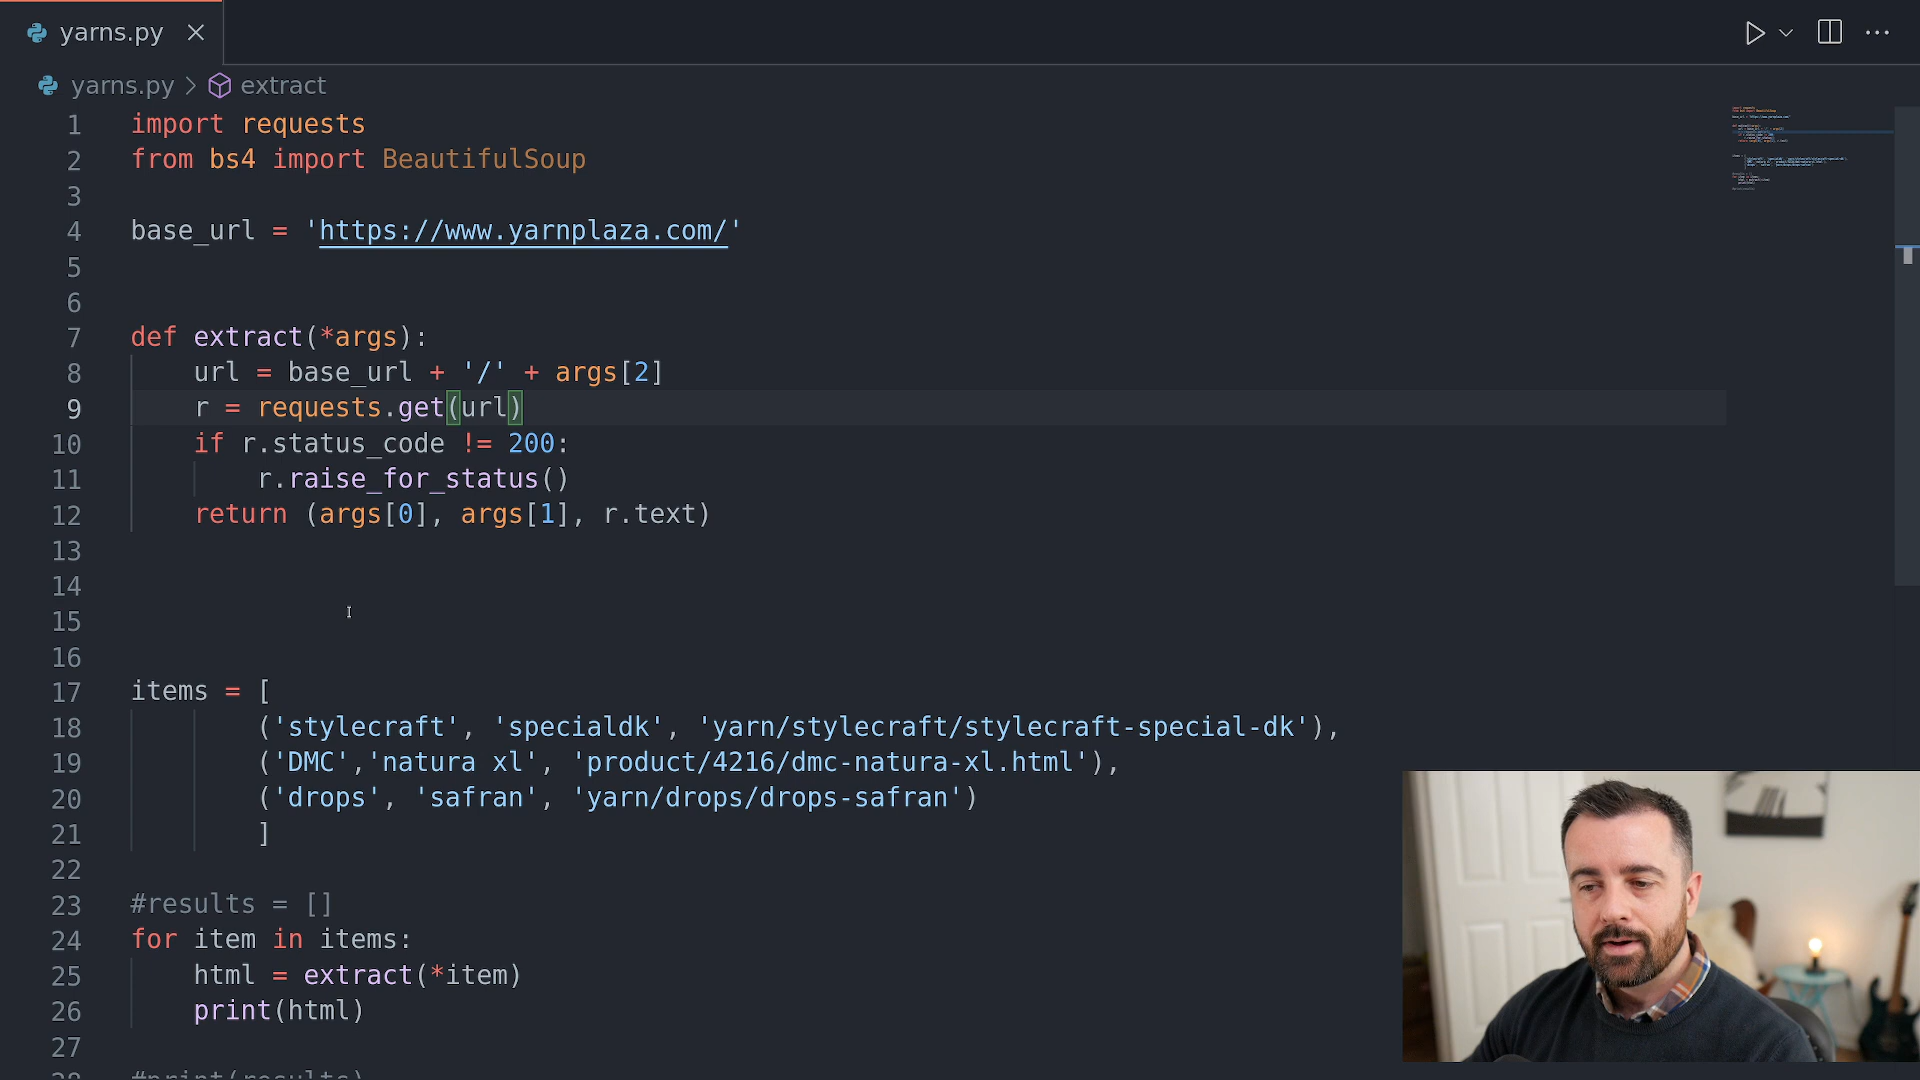 yarns.py
yarns.py > extract
1 import requests
2 from bs4 import BeautifulSoup
3
4 base_url = 'https://www.yarnplaza.com/'
5
6
7 def extract(*args):
8 url = base_url + '/' + args[2]
9 r = requests.get(url)
10 if r.status_code != 200:
11 r.raise_for_status()
12 return (args[0], args[1], r.text)
13
14
15
16
17 items = [
18 ('stylecraft', 'specialdk', 'yarn/stylecraft/stylecraft-special-dk'),
19 ('DMC','natura xl', 'product/4216/dmc-natura-xl.html'),
20 ('drops', 'safran', 'yarn/drops/drops-safran')
21 ]
22
23 #results = []
24 for item in items:
25 html = extract(*item)
26 print(html)
27
28 #print(results)